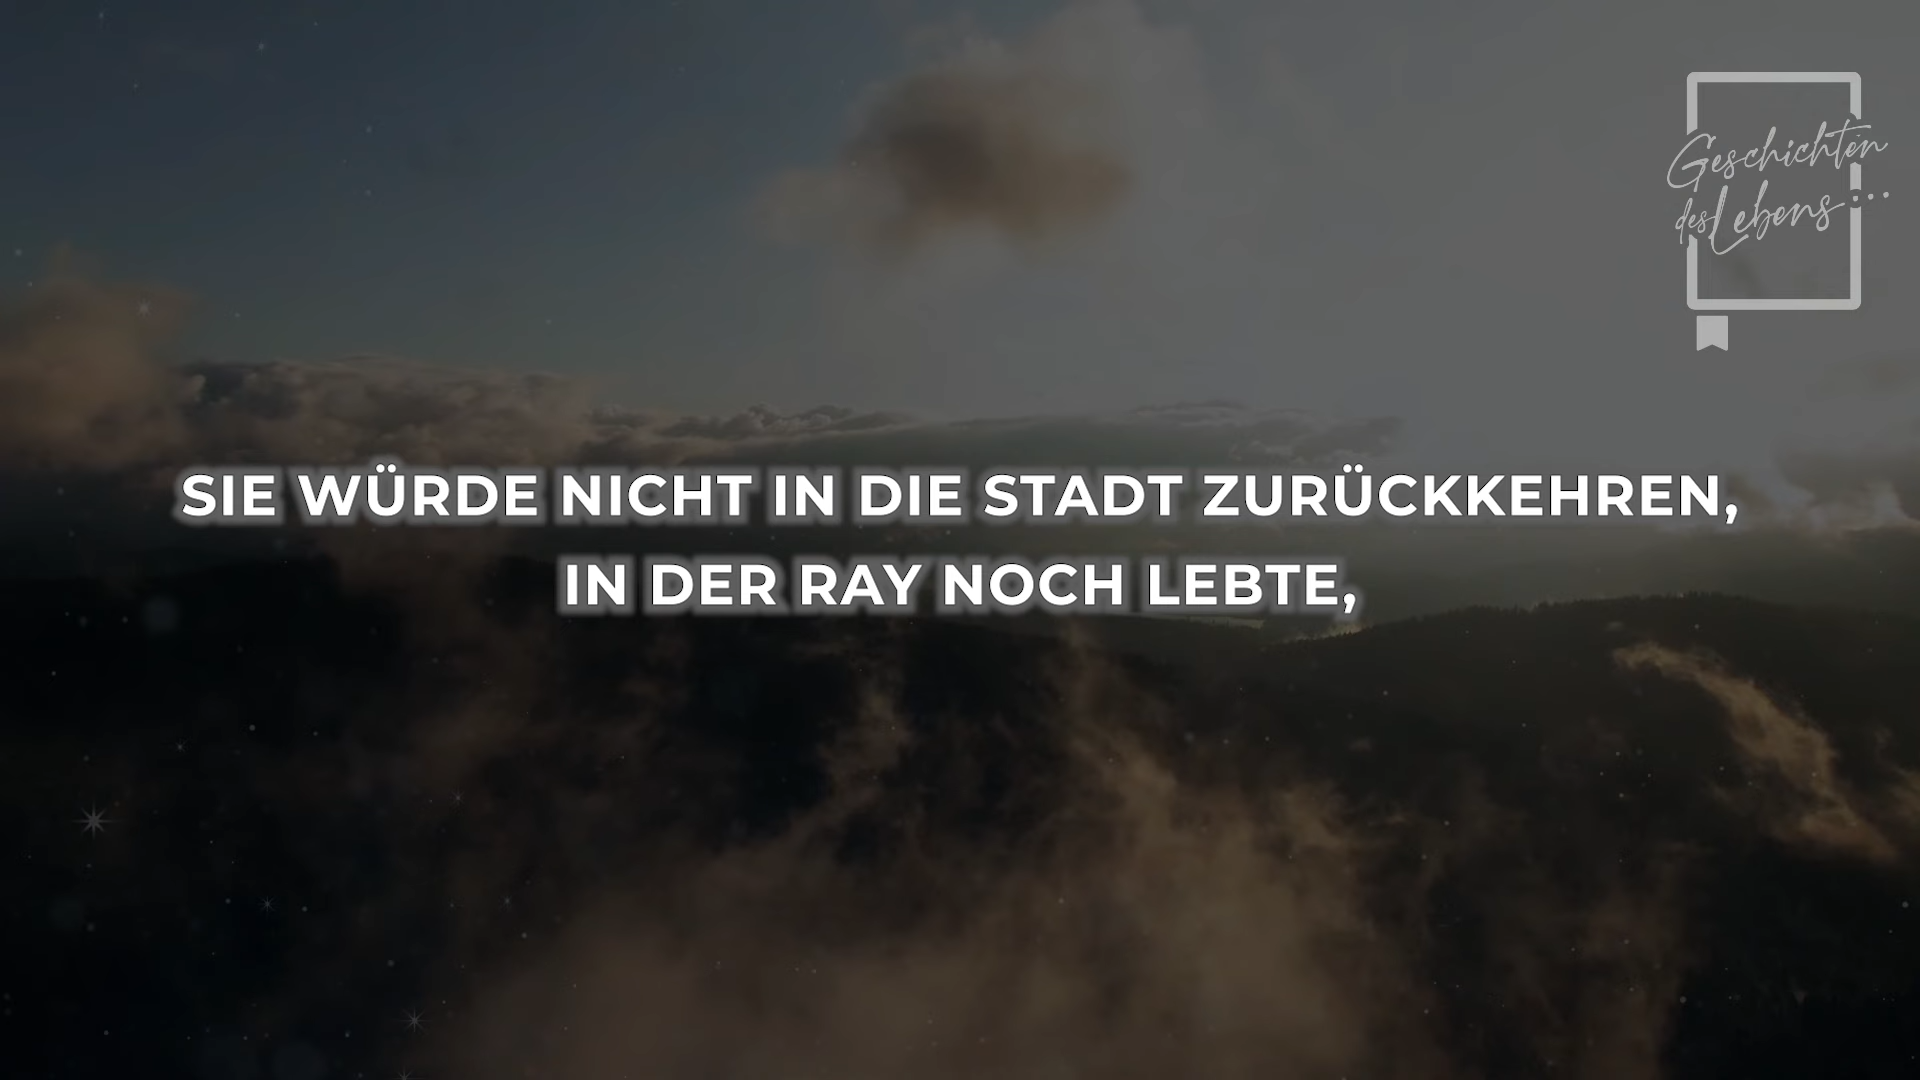 Geschichten
des Lebens...
SIE WÜRDE NICHT IN DIE STADT ZURÜCKKEHREN,
IN DER RAY NOCH LEBTE,